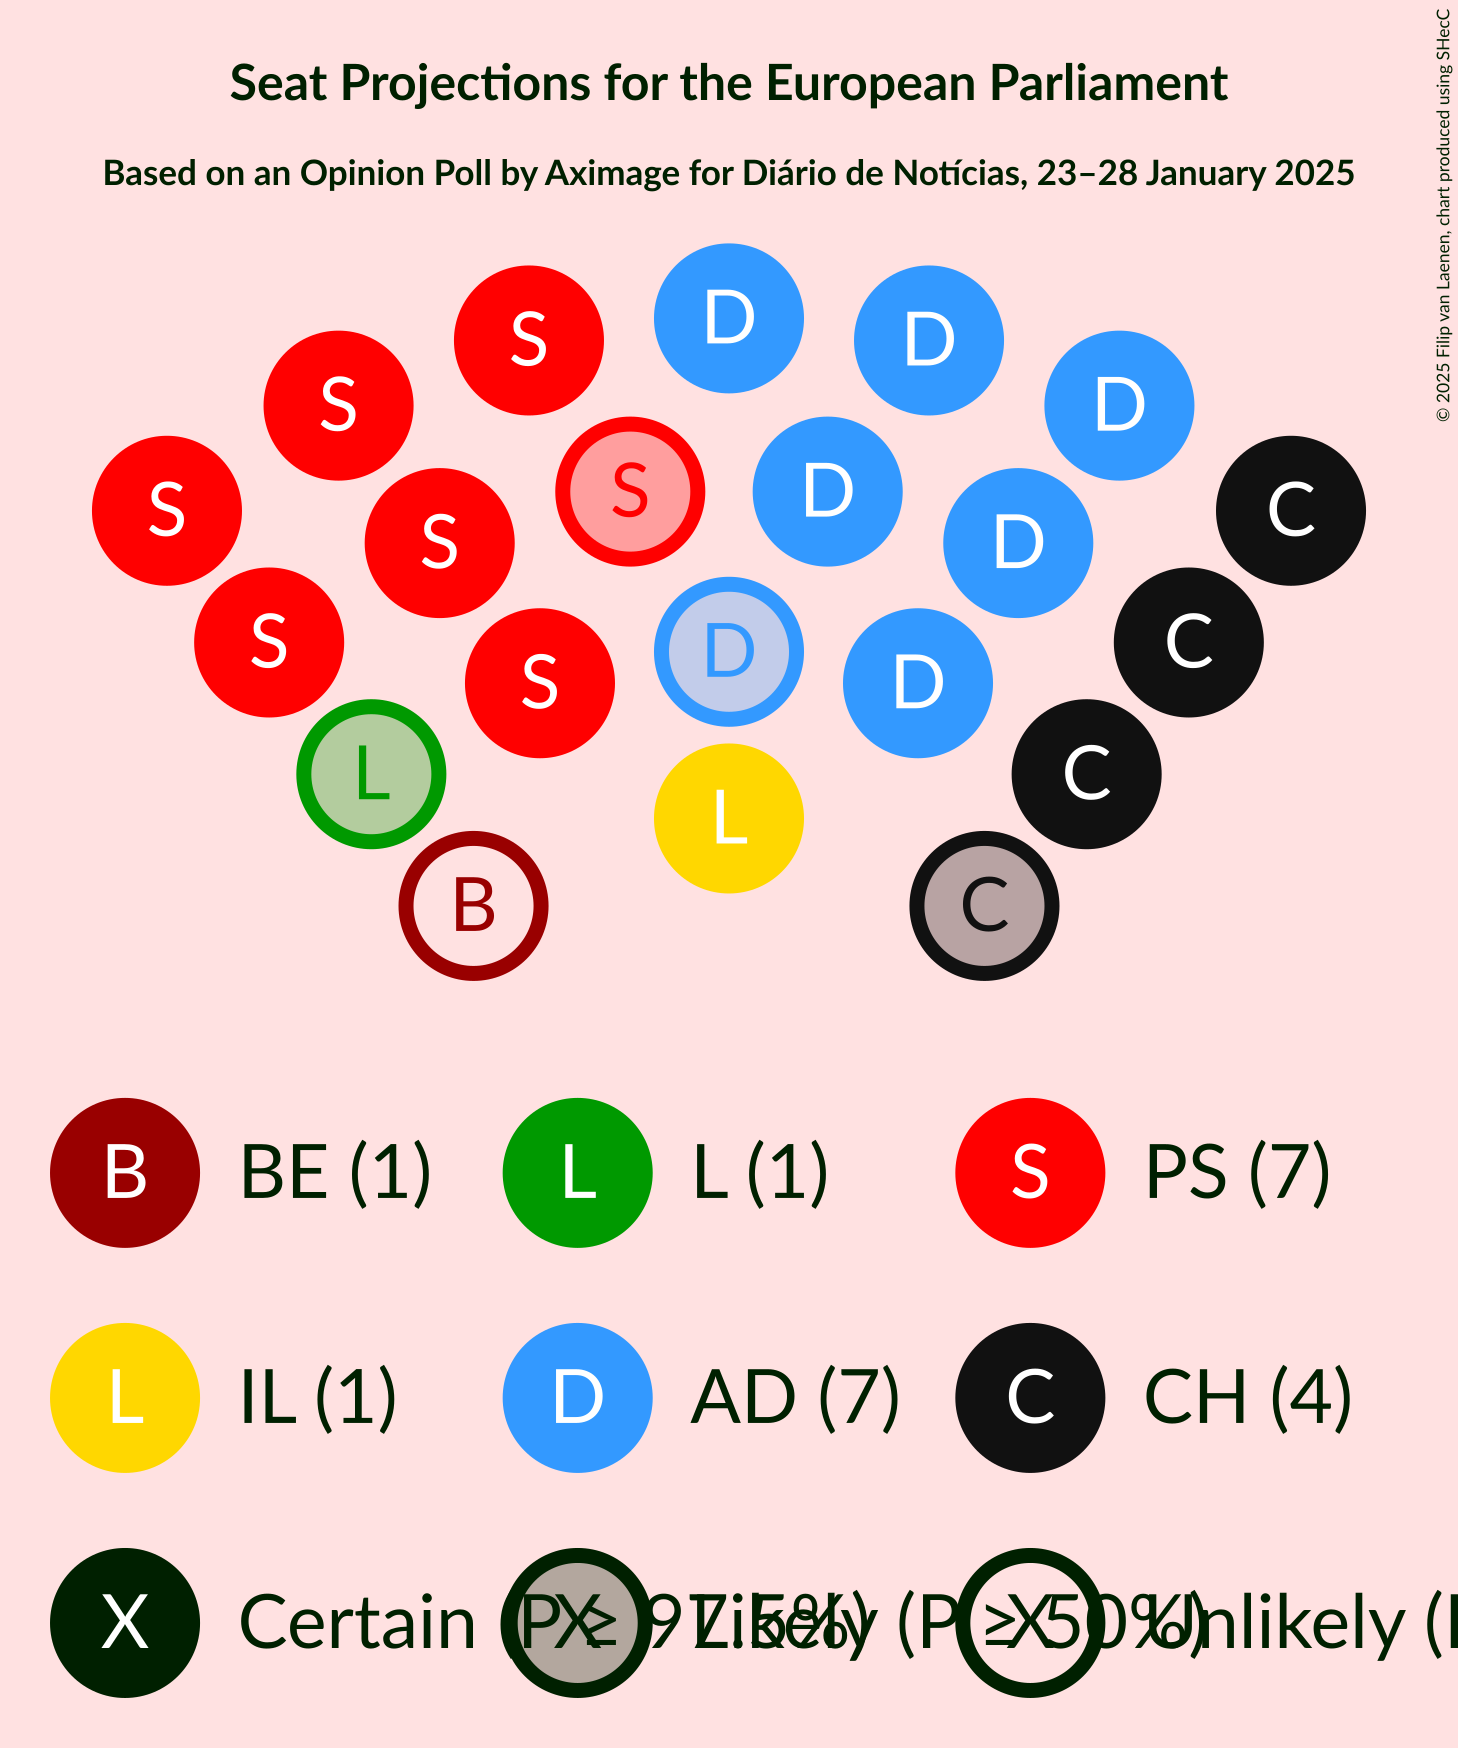 Seat Projections for the European Parliament
Based on an Opinion Poll by Aximage for Diário de Notícias, 23–28 January 2025
© 2025 Filip van Laenen, chart produced using SHecC
D
S D
S D
S S D C
S D
S D C
D
S D
L C
L
B C
B BE (1) L L (1) S PS (7)
L IL (1) D AD (7) C CH (4)
X Certain (P ≥ 97.5%) X Likely (P ≥ 50%) X Unlikely (